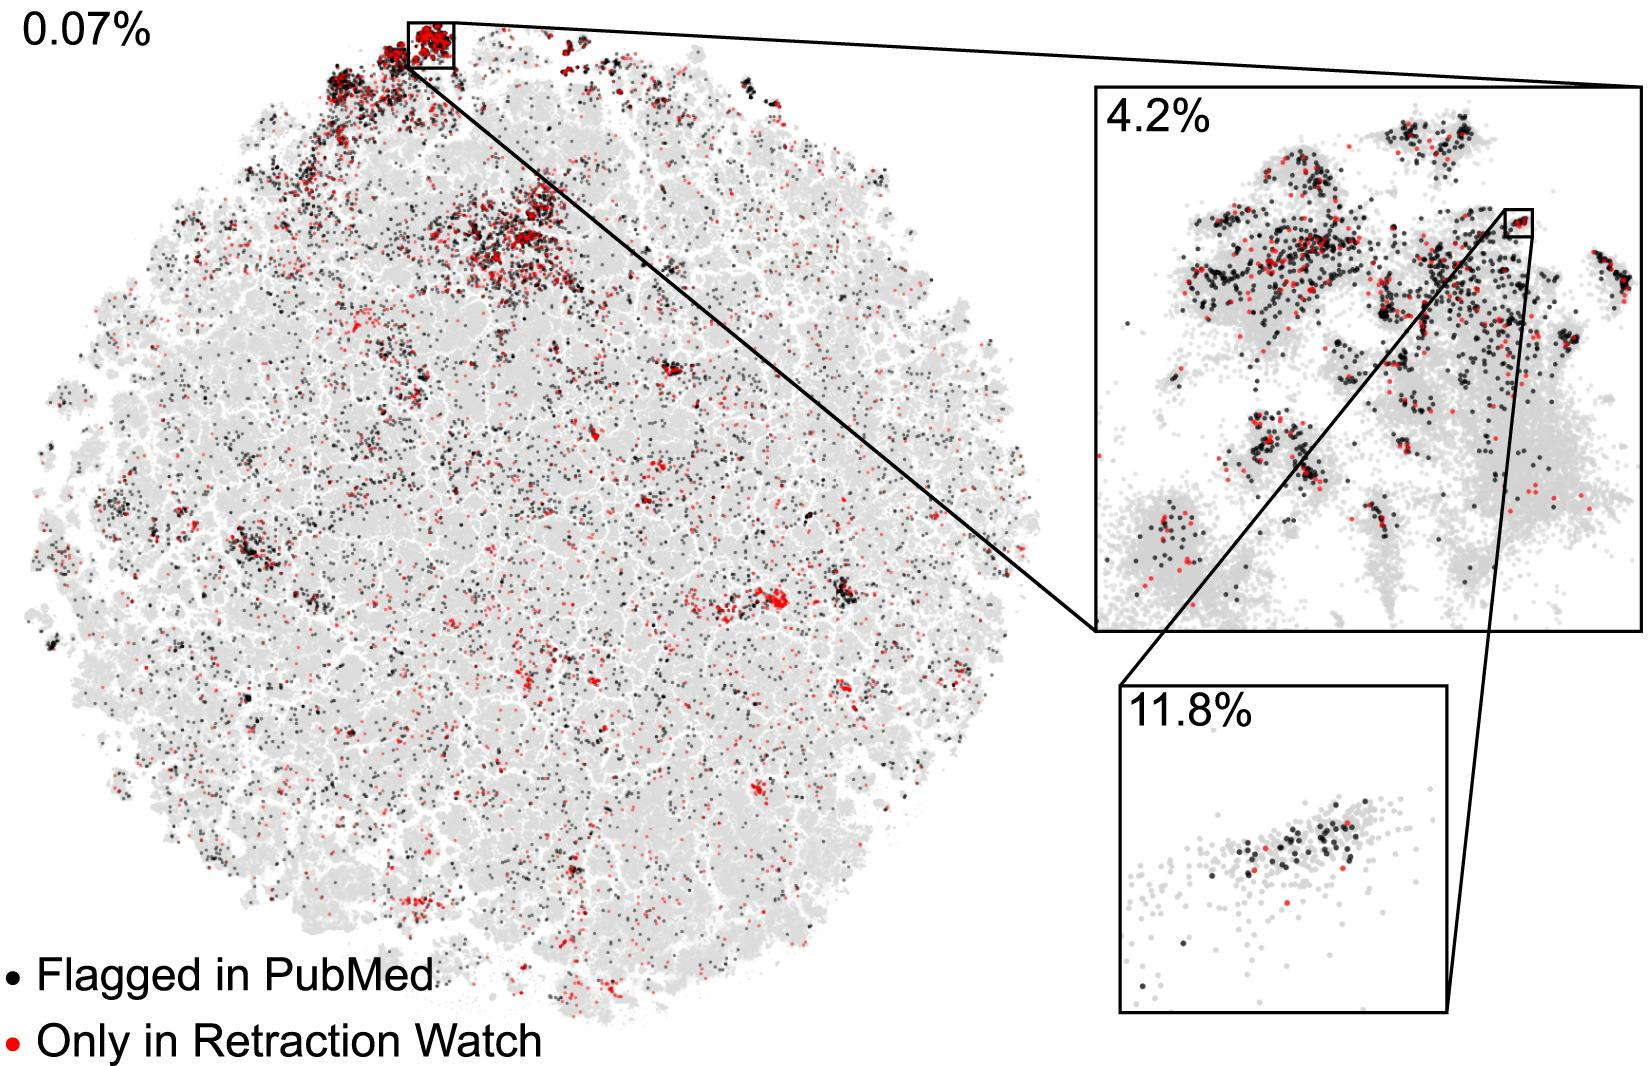 0.07%
4.2%
11.8%
Flagged in PubMed
Only in Retraction Watch